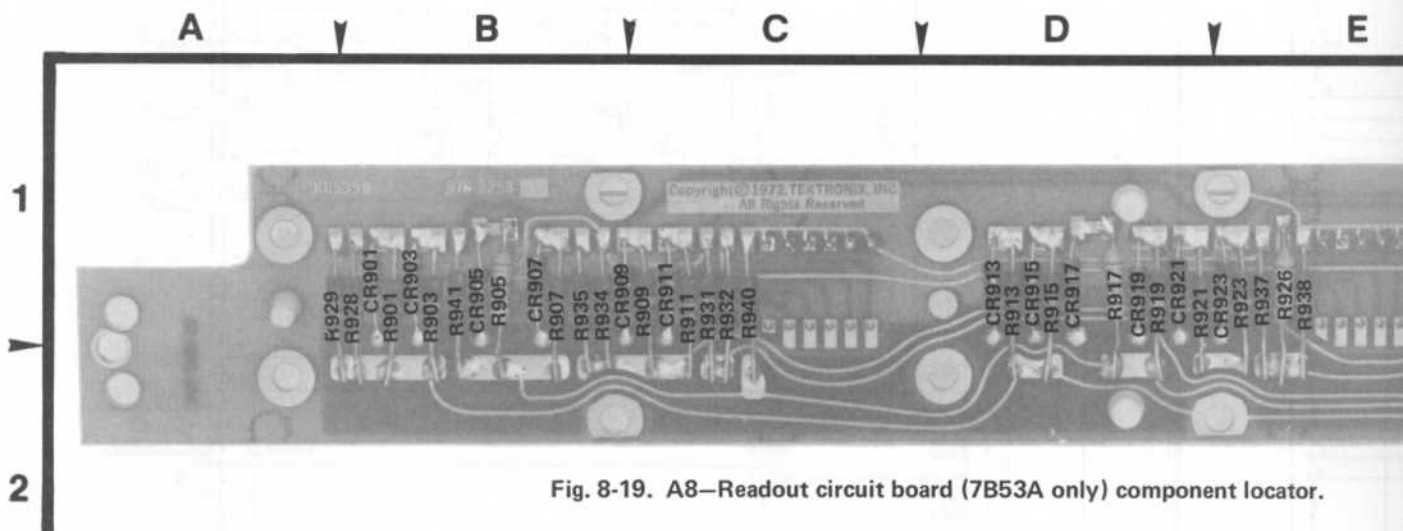 A B C D E
1
2
Copyright © 1972, TEKTRONIX, INC.
All Rights Reserved
R929
R928
CR901
R901
CR903
R903
R941
CR905
R905
CR907
R907
R935
R934
CR909
R909
CR911
R911
R931
R932
R940
CR913
R913
CR915
R915
CR917
R917
CR919
R919
CR921
R921
CR923
R923
R937
R926
R938
Fig. 8-19. A8—Readout circuit board (7B53A only) component locator.